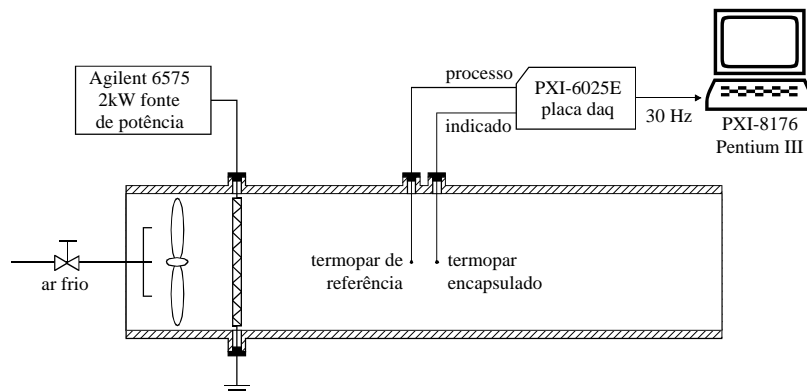 Agilent 6575
2kW fonte
de potência
processo
indicado
PXI-6025E
placa daq
30 Hz
PXI-8176
Pentium III
ar frio
termopar de
referência
termopar
encapsulado